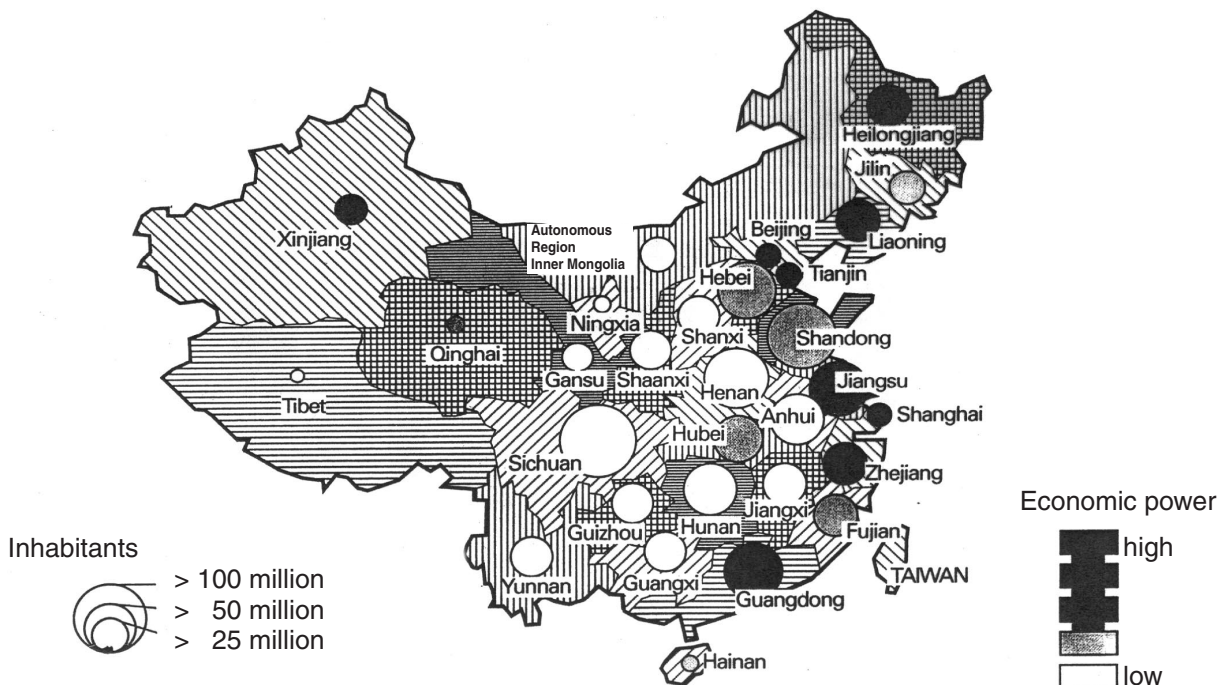 Heilongjiang
Jilin
Liaoning
Beijing
Tianjin
Autonomous
Region
Inner Mongolia
Xinjiang
Hebei
Ningxia
Shanxi
Shandong
Qinghai
Gansu
Shaanxi
Henan
Jiangsu
Tibet
Anhui
Shanghai
Hubei
Sichuan
Zhejiang
Guizhou
Hunan
Jiangxi
Fujian
Yunnan
Guangxi
Guangdong
TAIWAN
Hainan
Inhabitants
> 100 million
> 50 million
> 25 million
Economic power
high
low